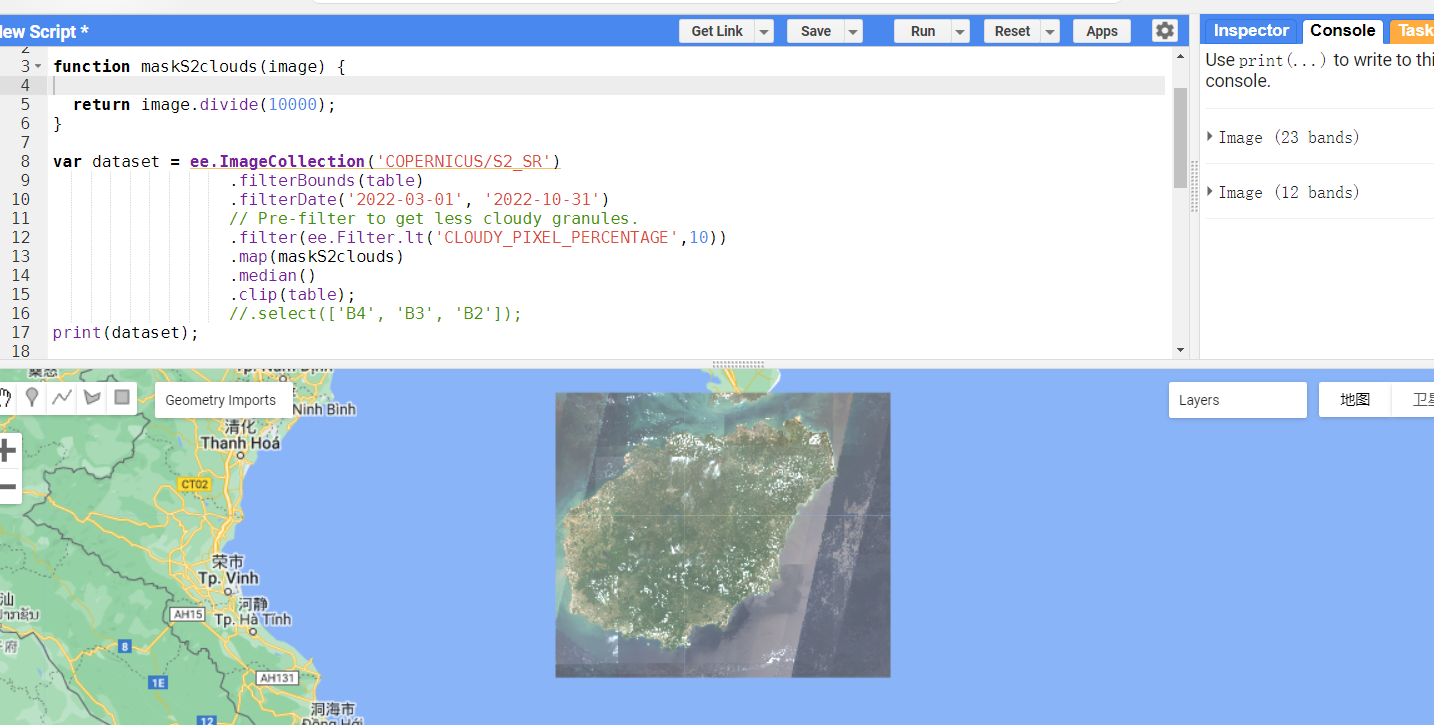 New Script *
Get Link
Save
Run
Reset
Apps
Inspector
Console
Task
2
3 function maskS2clouds(image) {
4
5 return image.divide(10000);
6 }
7
8 var dataset = ee.ImageCollection('COPERNICUS/S2_SR')
9 .filterBounds(table)
10 .filterDate('2022-03-01', '2022-10-31')
11 // Pre-filter to get less cloudy granules.
12 .filter(ee.Filter.lt('CLOUDY_PIXEL_PERCENTAGE',10))
13 .map(maskS2clouds)
14 .median()
15 .clip(table);
16 //.select(['B4', 'B3', 'B2']);
17 print(dataset);
18
Use print(...) to write to thi
console.
Image (23 bands)
Image (12 bands)
Geometry Imports
Layers
地图
卫星
Tp. Nam Định
Ninh Bình
清化
Thanh Hoá
CT02
荣市
Tp. Vinh
河静
Tp. Hà Tĩnh
AH15
8
1E
AH131
洞海市
Đồng Hới
12